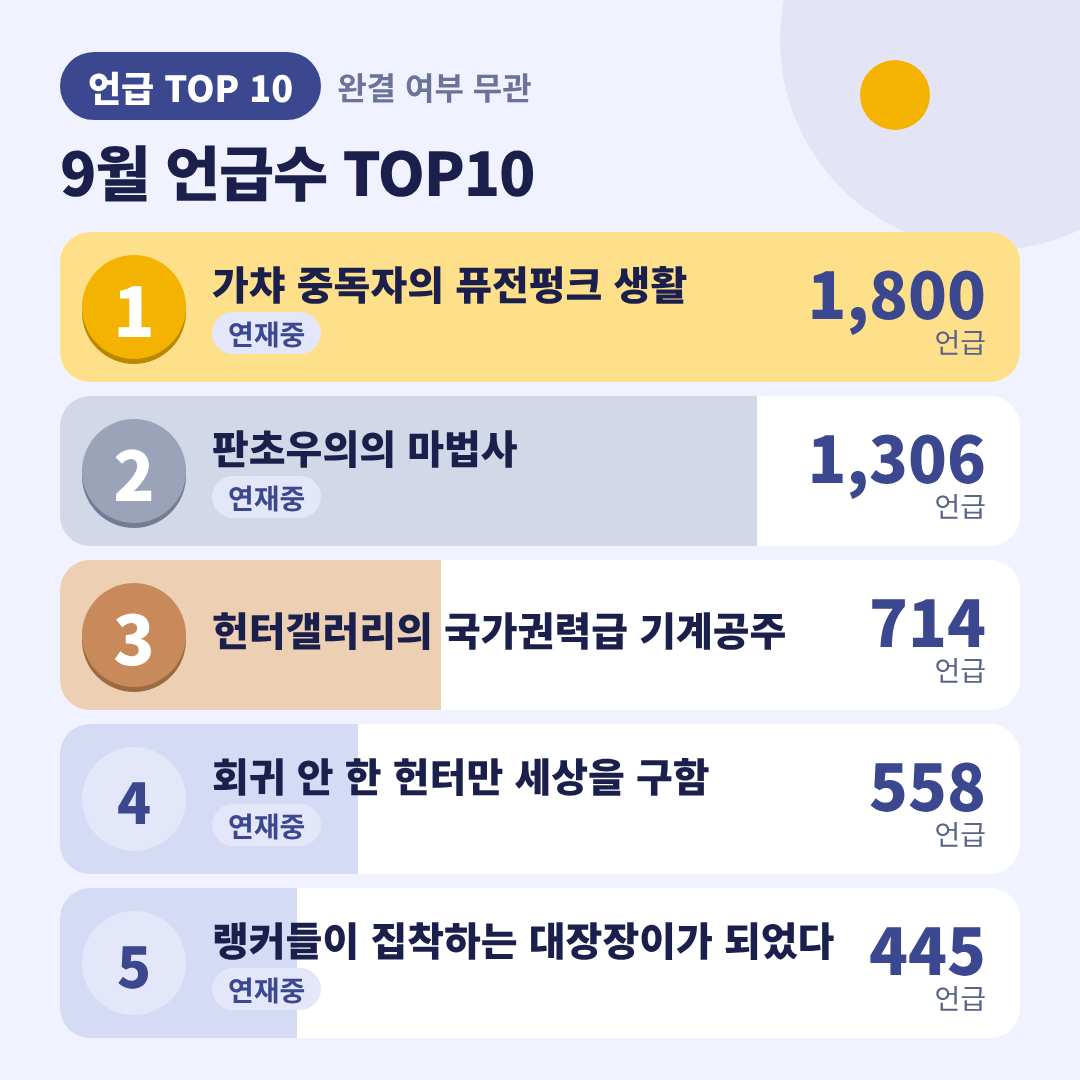 언급 TOP 10 완결 여부 무관
9월 언급수 TOP10
1 가챠 중독자의 퓨전펑크 생활 1,800
연재중 언급
2 판초우의의 마법사 1,306
연재중 언급
3 헌터갤러리의 국가권력급 기계공주 714
언급
4 회귀 안 한 헌터만 세상을 구함 558
연재중 언급
5 랭커들이 집착하는 대장장이가 되었다 445
연재중 언급